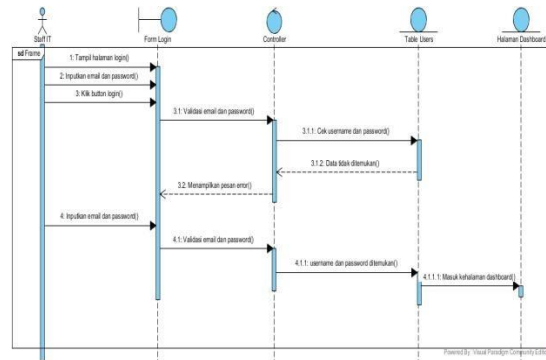 Staff IT
Form Login
Controller
Table Users
Halaman Dashboard
sd Frame
1: Tampil halaman login()
2: Inputkan email dan password()
3: Klik button login()
3.1: Validasi email dan password()
3.1.1: Cek username dan password()
3.1.2: Data tidak ditemukan()
3.2: Menampilkan pesan error()
4: Inputkan email dan password()
4.1: Validasi email dan password()
4.1.1: username dan password ditemukan()
4.1.1.1: Masuk kehalaman dashboard()
Powered By: Visual Paradigm Community Editi